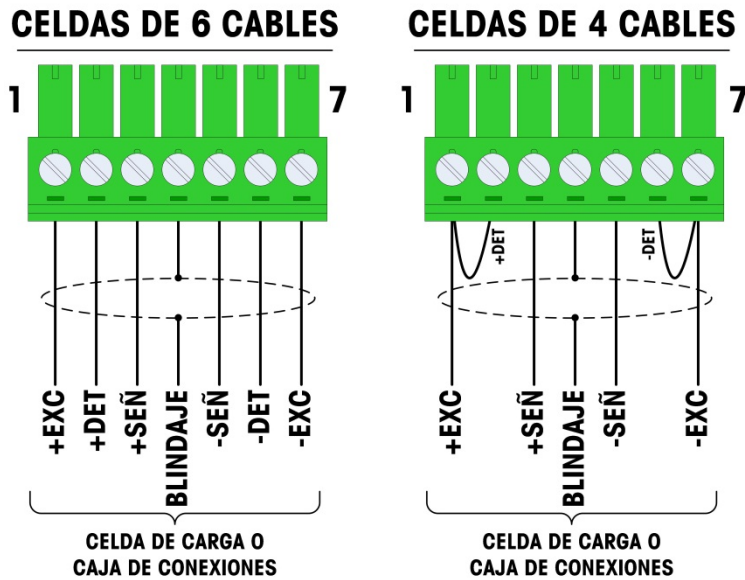 CELDAS DE 6 CABLES
1
7
+EXC
+DET
+SEÑ
BLINDAJE
-SEÑ
-DET
-EXC
CELDA DE CARGA O
CAJA DE CONEXIONES
CELDAS DE 4 CABLES
1
7
+DET
-DET
+EXC
+SEÑ
BLINDAJE
-SEÑ
-EXC
CELDA DE CARGA O
CAJA DE CONEXIONES